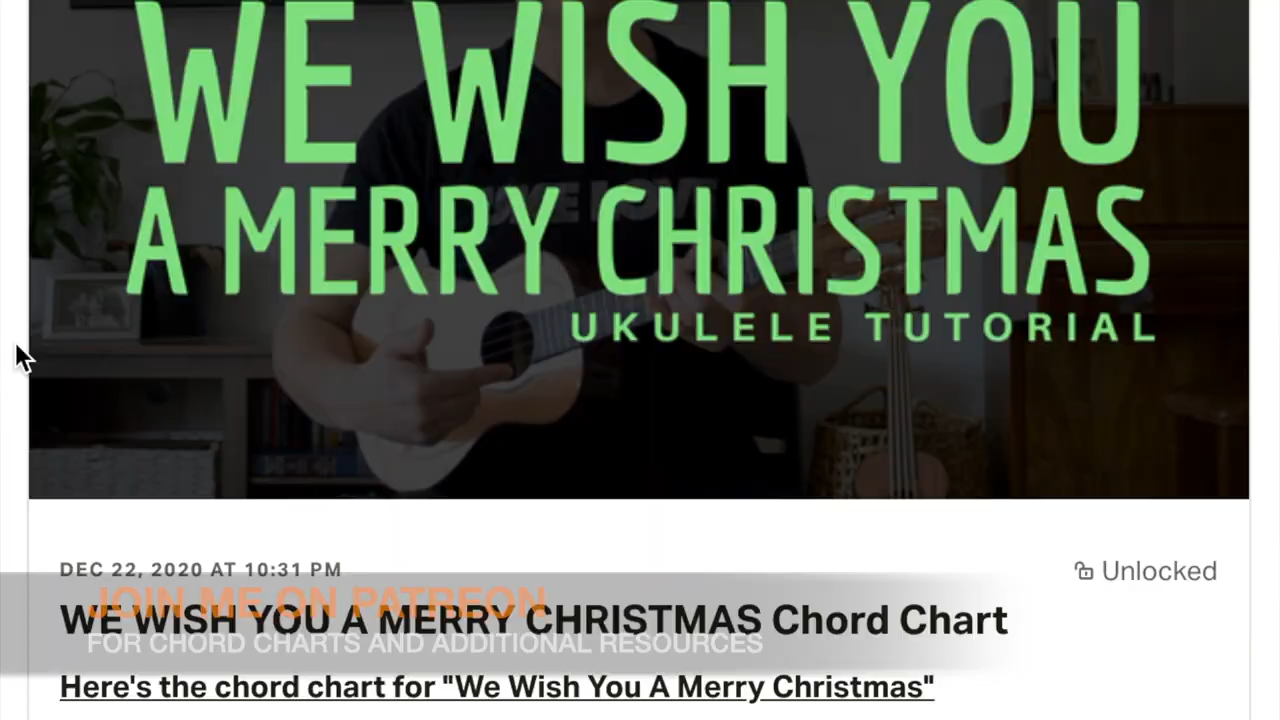 WE WISH YOU
A MERRY CHRISTMAS
UKULELE TUTORIAL
DEC 22, 2020 AT 10:31 PM
Unlocked
JOIN ME ON PATREON
WE WISH YOU A MERRY CHRISTMAS Chord Chart
FOR CHORD CHARTS AND ADDITIONAL RESOURCES
Here's the chord chart for "We Wish You A Merry Christmas"